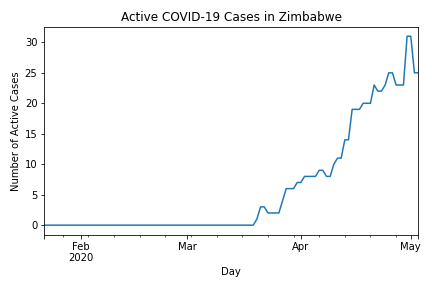 Active COVID-19 Cases in Zimbabwe
Number of Active Cases
30
25
20
15
10
5
0
Feb
2020
Mar
Apr
May
Day